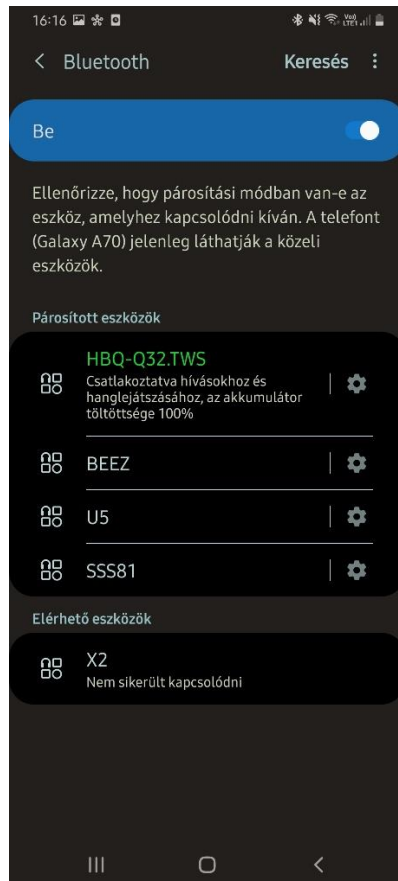 16:16
Bluetooth Keresés
Be
Ellenőrizze, hogy párosítási módban van-e az
eszköz, amelyhez kapcsolódni kíván. A telefont
(Galaxy A70) jelenleg láthatják a közeli
eszközök.
Párosított eszközök
HBQ-Q32.TWS
Csatlakoztatva hívásokhoz és
hanglejátszásához, az akkumulátor
töltöttsége 100%
BEEZ
U5
SSS81
Elérhető eszközök
X2
Nem sikerült kapcsolódni